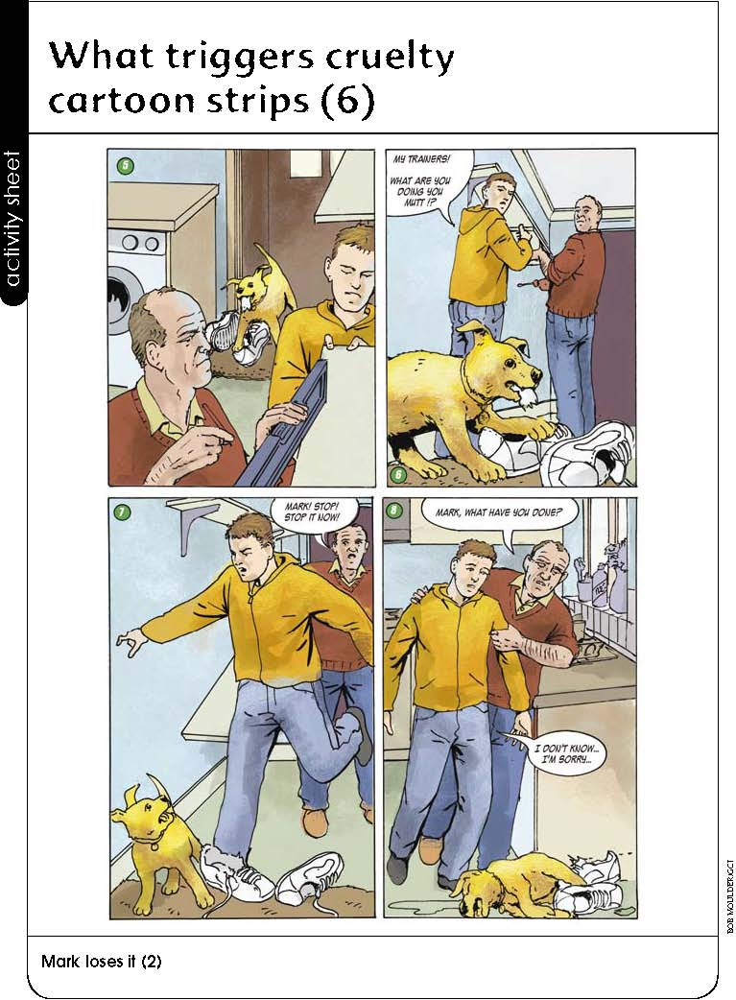 What triggers cruelty
cartoon strips (6)
activity sheet
5
MY TRAINERS!
WHAT ARE YOU
DOING YOU
MUTT !?
6
7
MARK! STOP!
STOP IT NOW!
8
MARK, WHAT HAVE YOU DONE?
I DON'T KNOW...
I'M SORRY...
BOB MOULDER/GCT
Mark loses it (2)